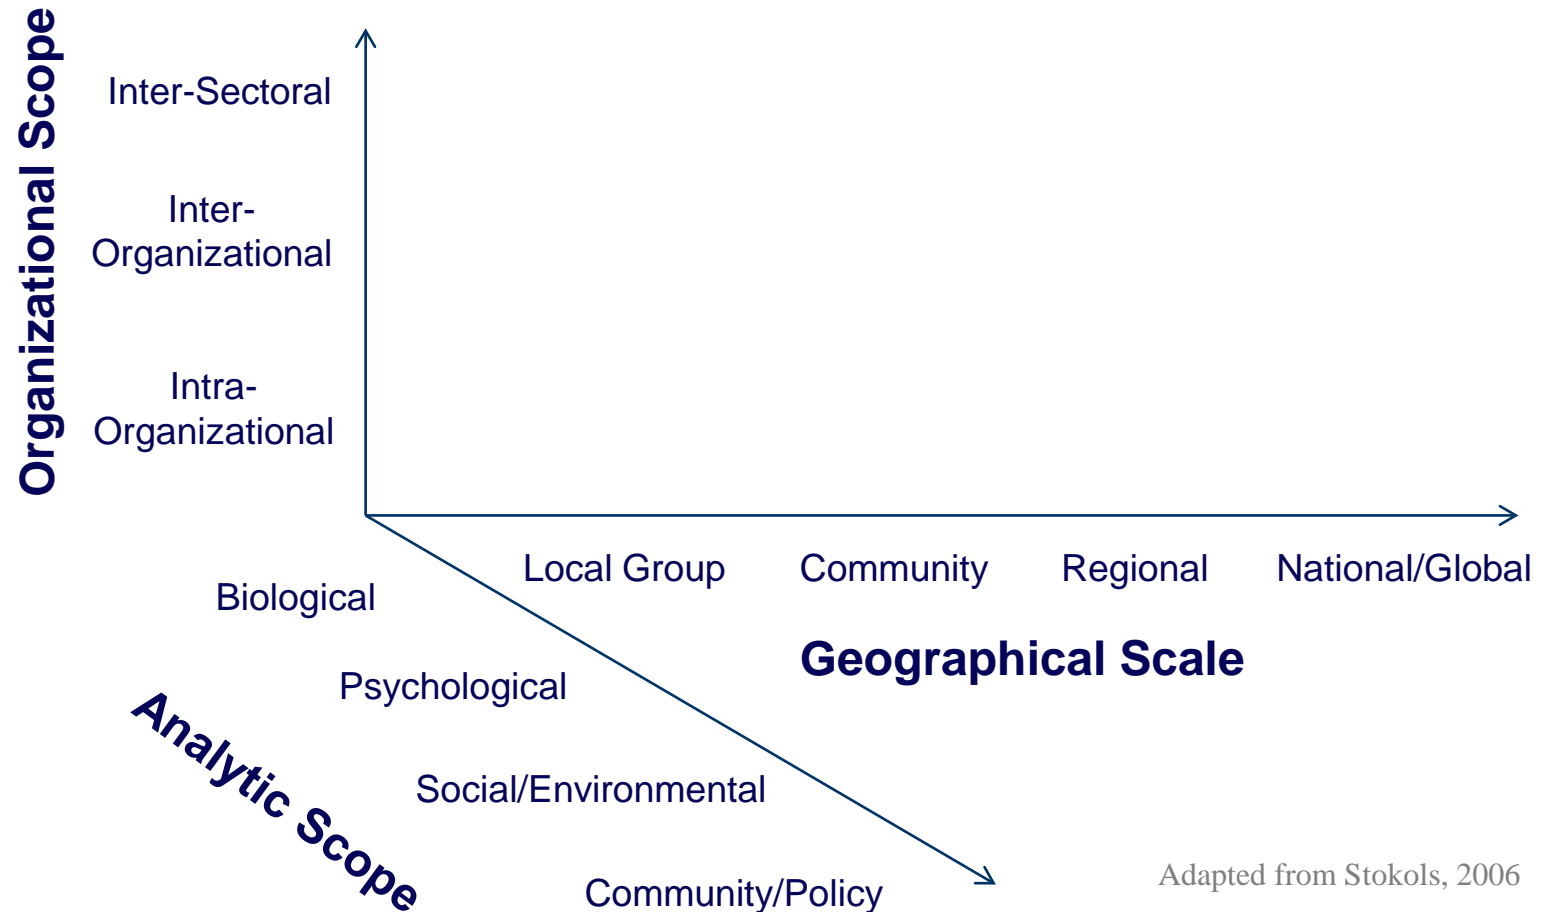 Organizational Scope
Inter-Sectoral
Inter-
Organizational
Intra-
Organizational
Local Group
Community
Regional
National/Global
Geographical Scale
Biological
Psychological
Social/Environmental
Community/Policy
Analytic Scope
Adapted from Stokols, 2006